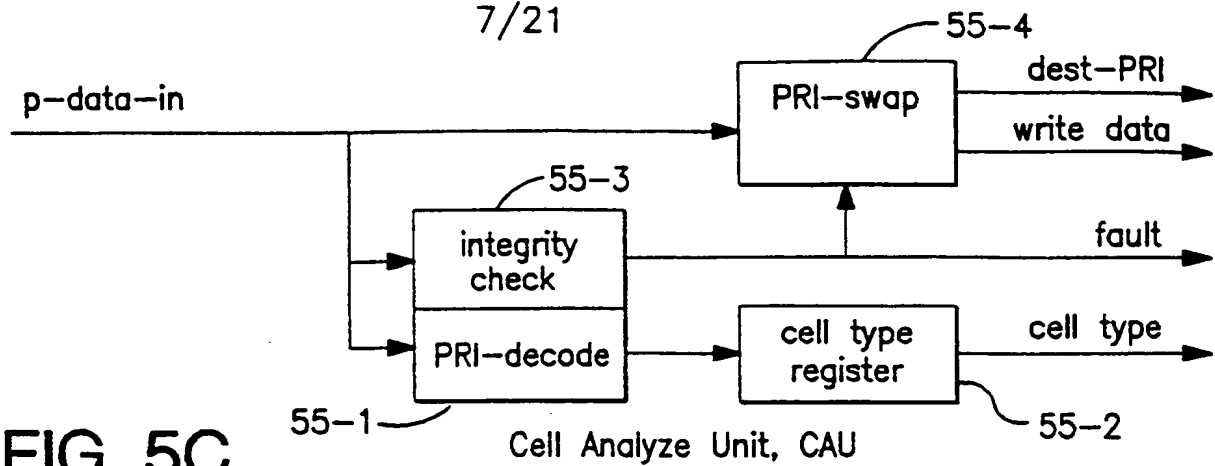 7/21
55-4
p-data-in
PRI-swap
dest-PRI
write data
55-3
integrity
check
fault
PRI-decode
cell type
register
cell type
55-1
55-2
FIG. 5C
Cell Analyze Unit, CAU